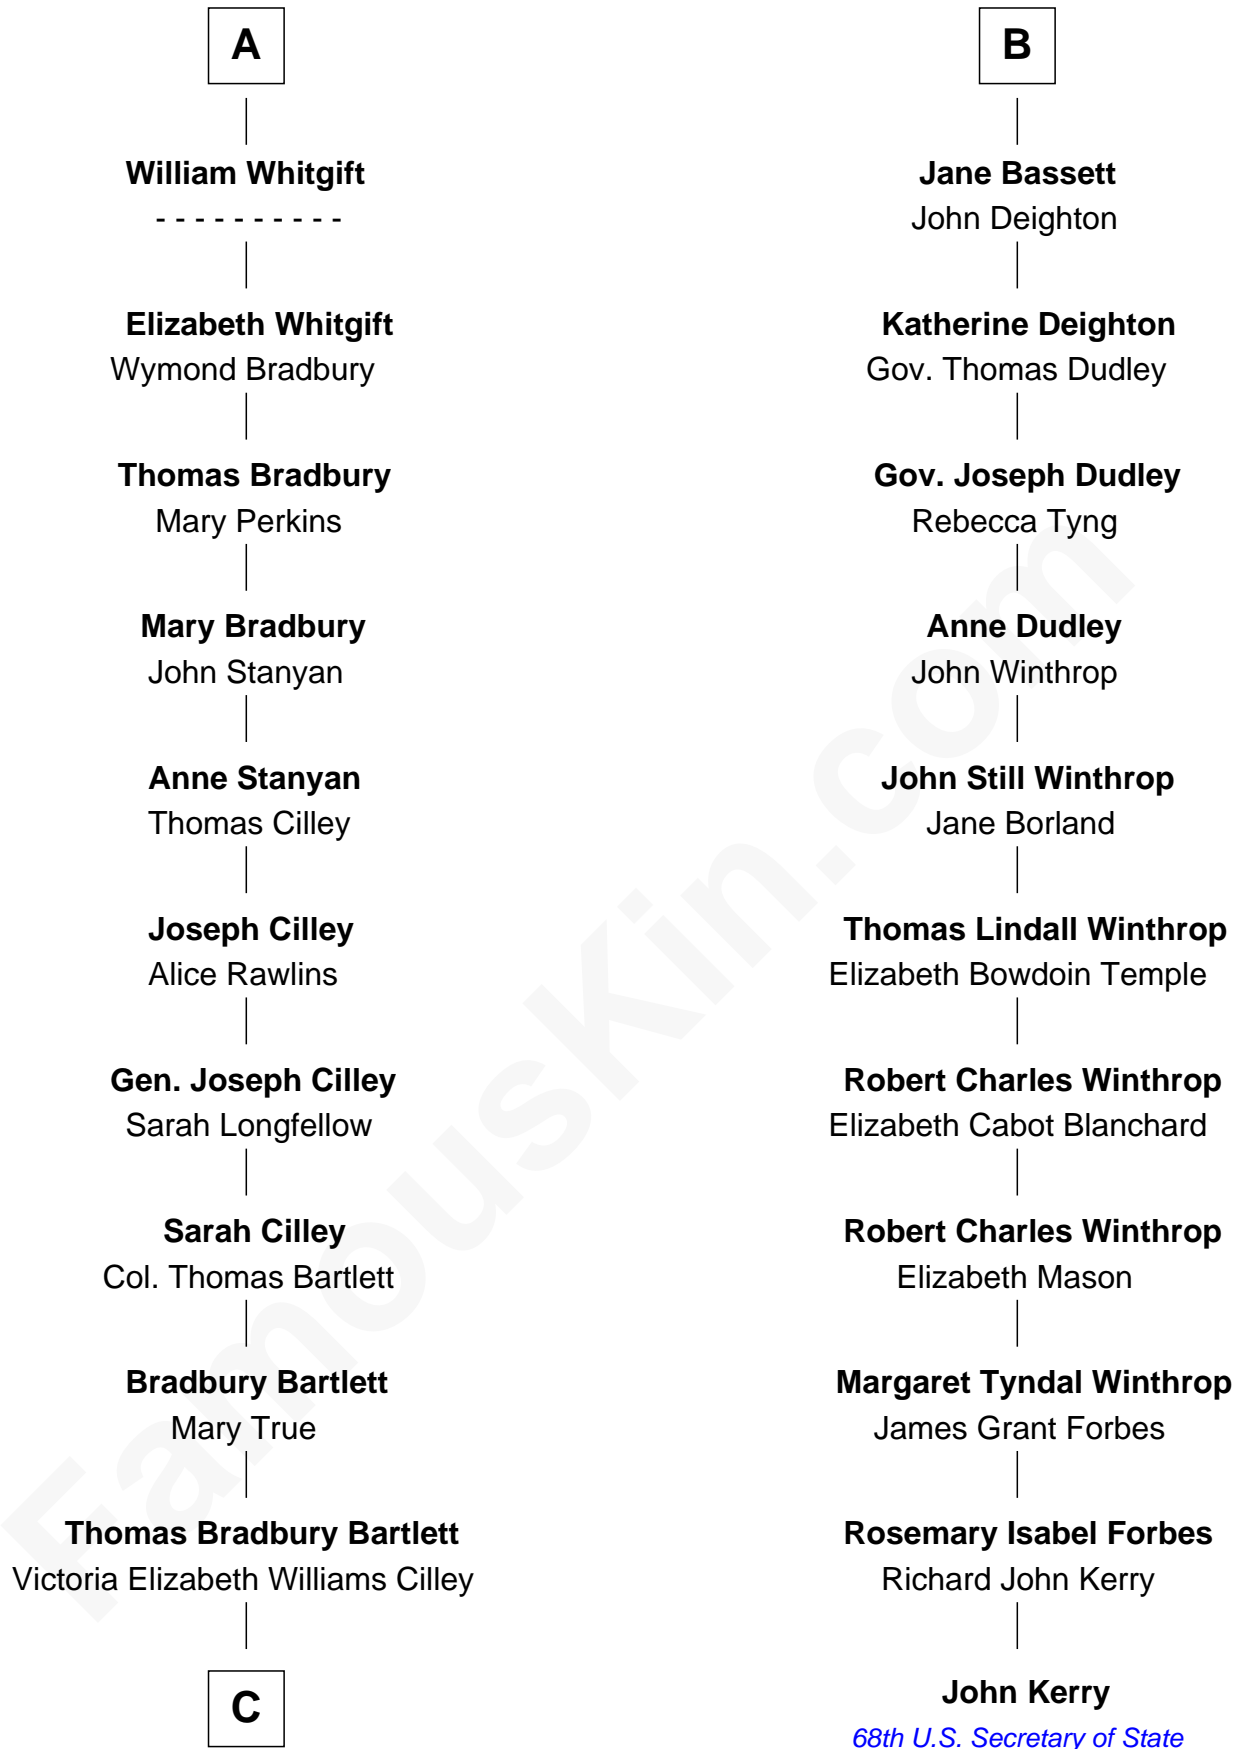 A
William Whitgift
- - - - - - - - - -
Elizabeth Whitgift
Wymond Bradbury
Thomas Bradbury
Mary Perkins
Mary Bradbury
John Stanyan
Anne Stanyan
Thomas Cilley
Joseph Cilley
Alice Rawlins
Gen. Joseph Cilley
Sarah Longfellow
Sarah Cilley
Col. Thomas Bartlett
Bradbury Bartlett
Mary True
Thomas Bradbury Bartlett
Victoria Elizabeth Williams Cilley
C
B
Jane Bassett
John Deighton
Katherine Deighton
Gov. Thomas Dudley
Gov. Joseph Dudley
Rebecca Tyng
Anne Dudley
John Winthrop
John Still Winthrop
Jane Borland
Thomas Lindall Winthrop
Elizabeth Bowdoin Temple
Robert Charles Winthrop
Elizabeth Cabot Blanchard
Robert Charles Winthrop
Elizabeth Mason
Margaret Tyndal Winthrop
James Grant Forbes
Rosemary Isabel Forbes
Richard John Kerry
John Kerry
68th U.S. Secretary of State
FamousKin.com